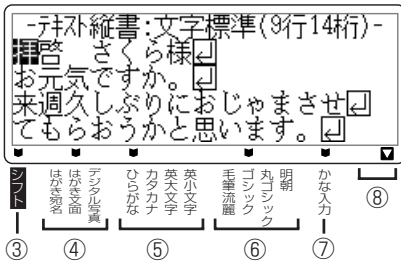 -テキスト縦書:文字標準(9行14桁)-
拝啓　さくら様↵
お元気ですか。↵
来週久しぶりにおじゃまさせ↵
てもらおうかと思います。↵
シフト
はがき宛名
はがき文面
デジタル写真
ひらがな
カタカナ
英大文字
英小文字
毛筆流麗
ゴシック
丸ゴシック
明朝
かな入力
③ ④ ⑤ ⑥ ⑦ ⑧